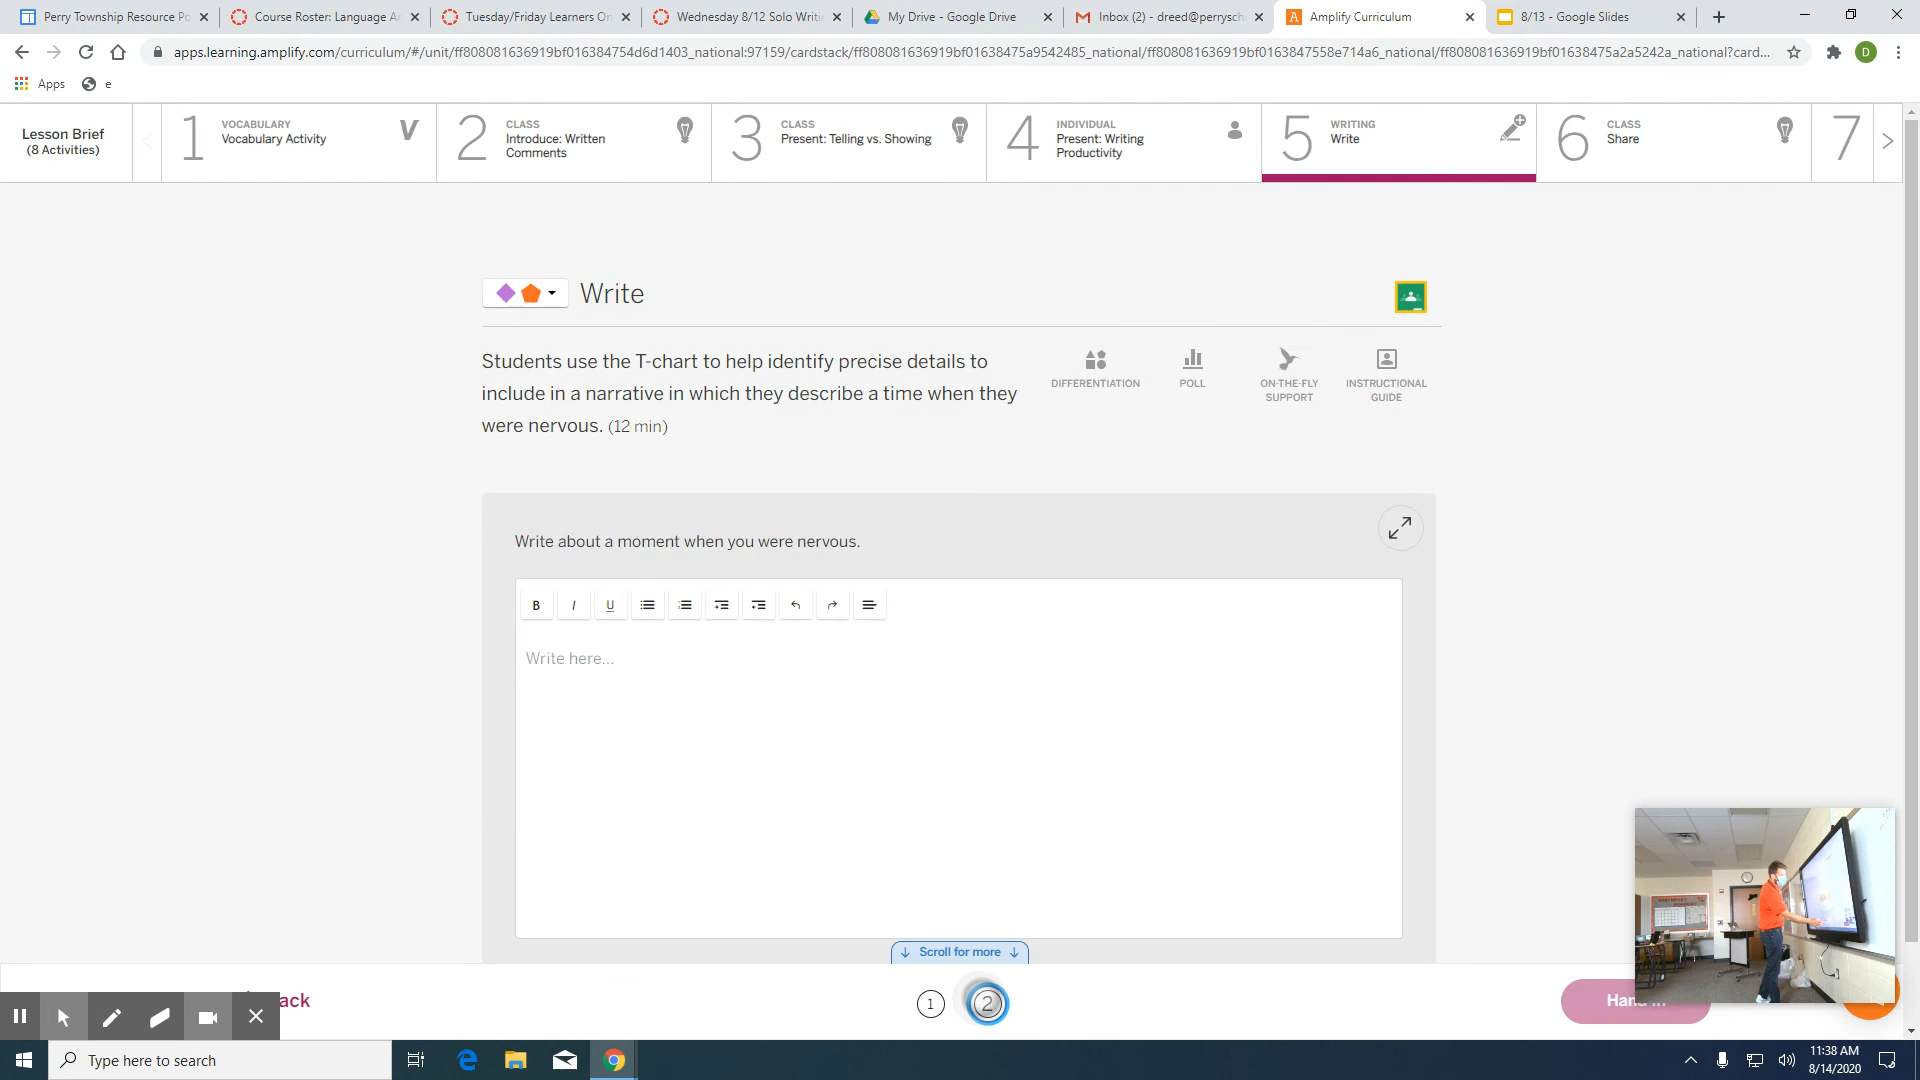 Perry Township Resource Po
Course Roster: Language Ar
Tuesday/Friday Learners On
Wednesday 8/12 Solo Writi
My Drive - Google Drive
Inbox (2) - dreed@perrysch
Amplify Curriculum
8/13 - Google Slides
apps.learning.amplify.com/curriculum/#/unit/ff808081636919bf016384754d6d1403_national:97159/cardstack/ff808081636919bf01638475a9542485_national/ff808081636919bf0163847558e714a6_national/ff808081636919bf01638475a2a5242a_national?card...
D
Apps
e
Lesson Brief
(8 Activities)
1
VOCABULARY
Vocabulary Activity
V
2
CLASS
Introduce: Written
Comments
3
CLASS
Present: Telling vs. Showing
4
INDIVIDUAL
Present: Writing
Productivity
5
WRITING
Write
6
CLASS
Share
7
Write
Students use the T-chart to help identify precise details to
include in a narrative in which they describe a time when they
were nervous. (12 min)
DIFFERENTIATION
POLL
ON-THE-FLY
SUPPORT
INSTRUCTIONAL
GUIDE
Write about a moment when you were nervous.
B I U
Write here...
Scroll for more
ack
1
2
Hand in
Type here to search
11:38 AM
8/14/2020